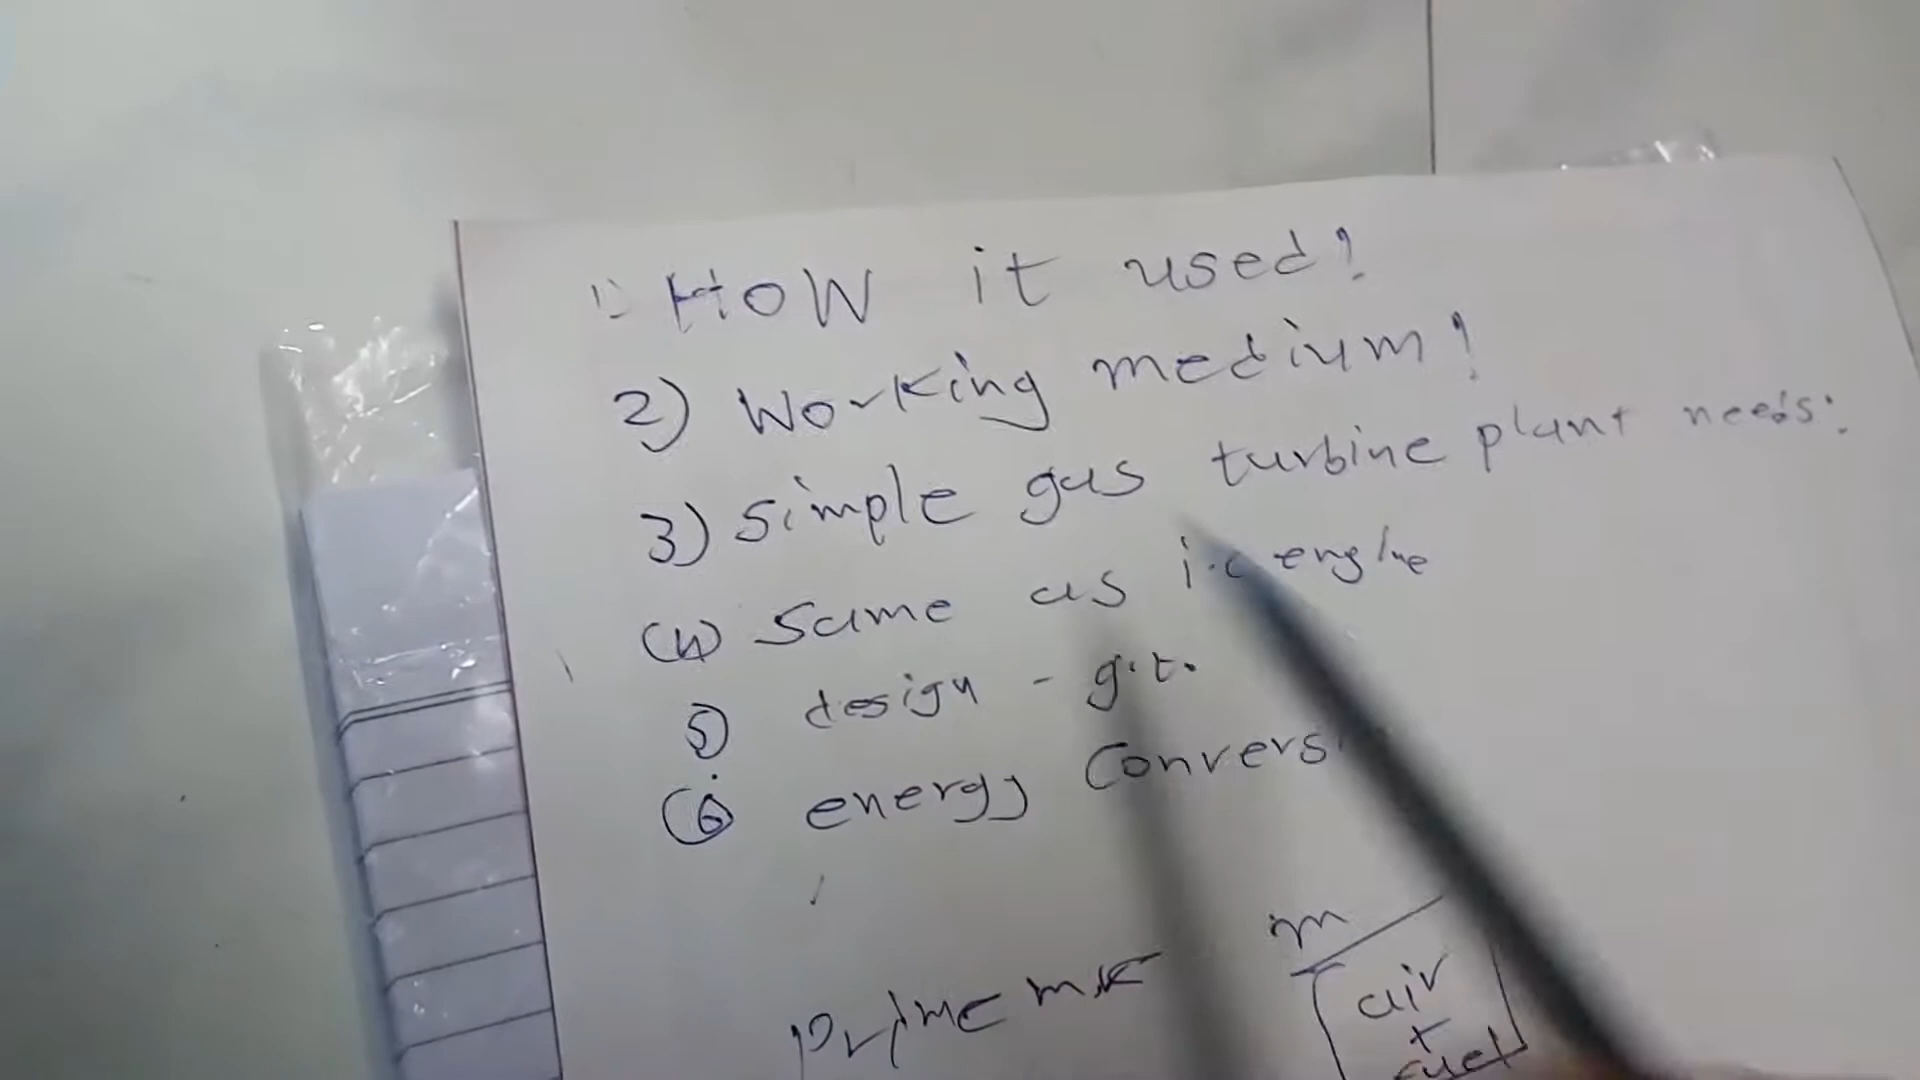 1) How it used?
2) Working medium?
3) Simple gas turbine plant needs:
(4) Same as i.c engine
5) design - g.t.
(6) energy
m
Prime
air
+
fuel